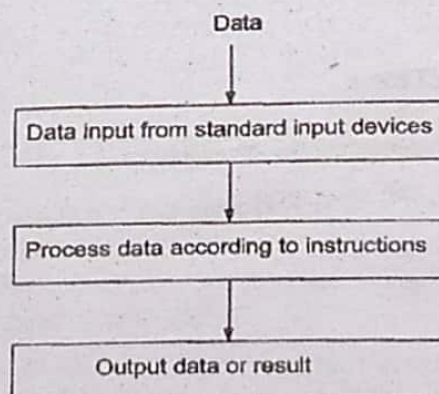 Data
Data input from standard input devices
Process data according to instructions
Output data or result